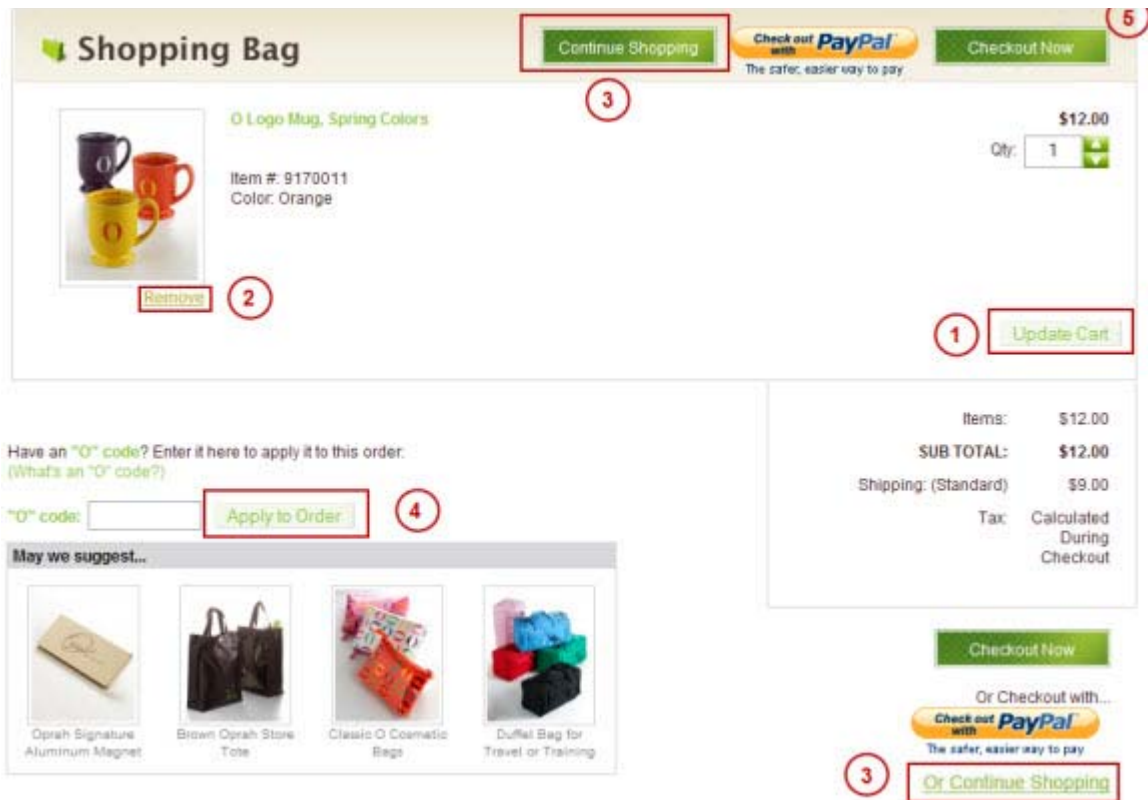 5
Shopping Bag
Continue Shopping
Check out with PayPal
The safer, easier way to pay
Checkout Now
3
O Logo Mug, Spring Colors
$12.00
Qty: 1
Item #: 9170011
Color: Orange
Remove
2
1
Update Cart
Items: $12.00
SUB TOTAL: $12.00
Shipping: (Standard) $9.00
Tax: Calculated
During
Checkout
Have an "O" code? Enter it here to apply it to this order:
(What's an "O" code?)
"O" code:
Apply to Order
4
May we suggest...
Oprah Signature
Aluminum Magnet
Brown Oprah Store
Tote
Classic O Cosmetic
Bags
Duffel Bag for
Travel or Training
Checkout Now
Or Checkout with...
Check out with PayPal
The safer, easier way to pay
3
Or Continue Shopping